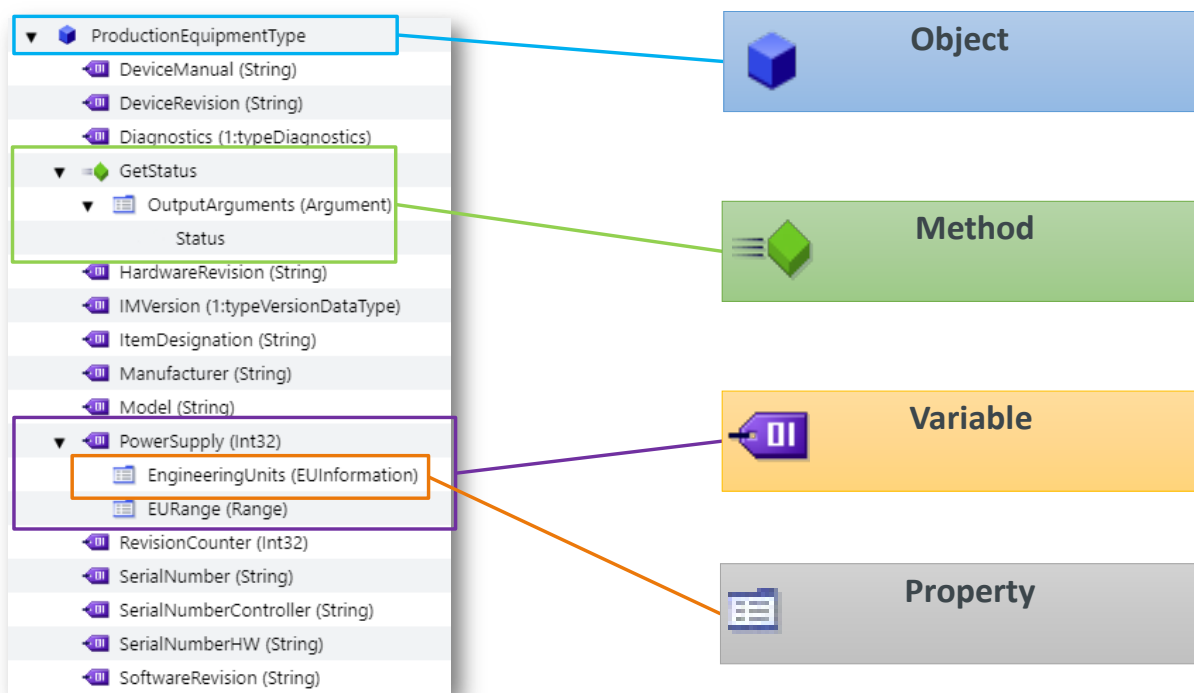 ProductionEquipmentType
DeviceManual (String)
DeviceRevision (String)
Diagnostics (1:typeDiagnostics)
GetStatus
OutputArguments (Argument)
Status
HardwareRevision (String)
IMVersion (1:typeVersionDataType)
ItemDesignation (String)
Manufacturer (String)
Model (String)
PowerSupply (Int32)
EngineeringUnits (EUInformation)
EURange (Range)
RevisionCounter (Int32)
SerialNumber (String)
SerialNumberController (String)
SerialNumberHW (String)
SoftwareRevision (String)
Object
Method
Variable
Property